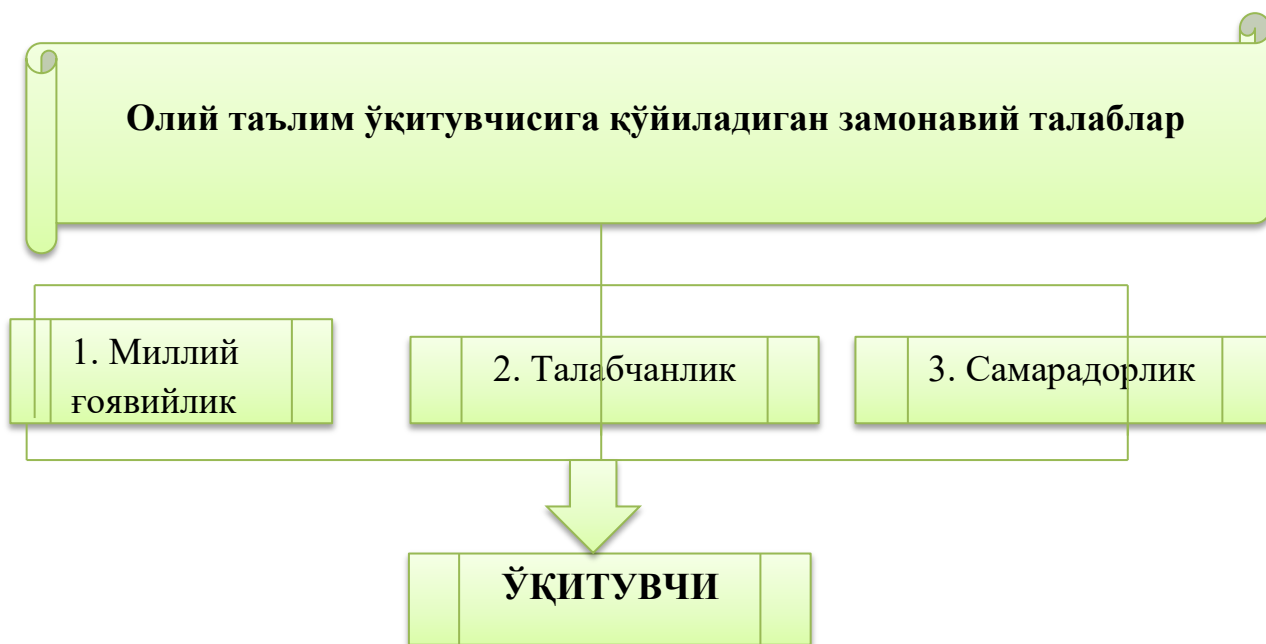 Олий таълим ўқитувчисига қўйиладиган замонавий талаблар
1. Миллий
ғоявийлик
2. Талабчанлик
3. Самарадорлик
ЎҚИТУВЧИ